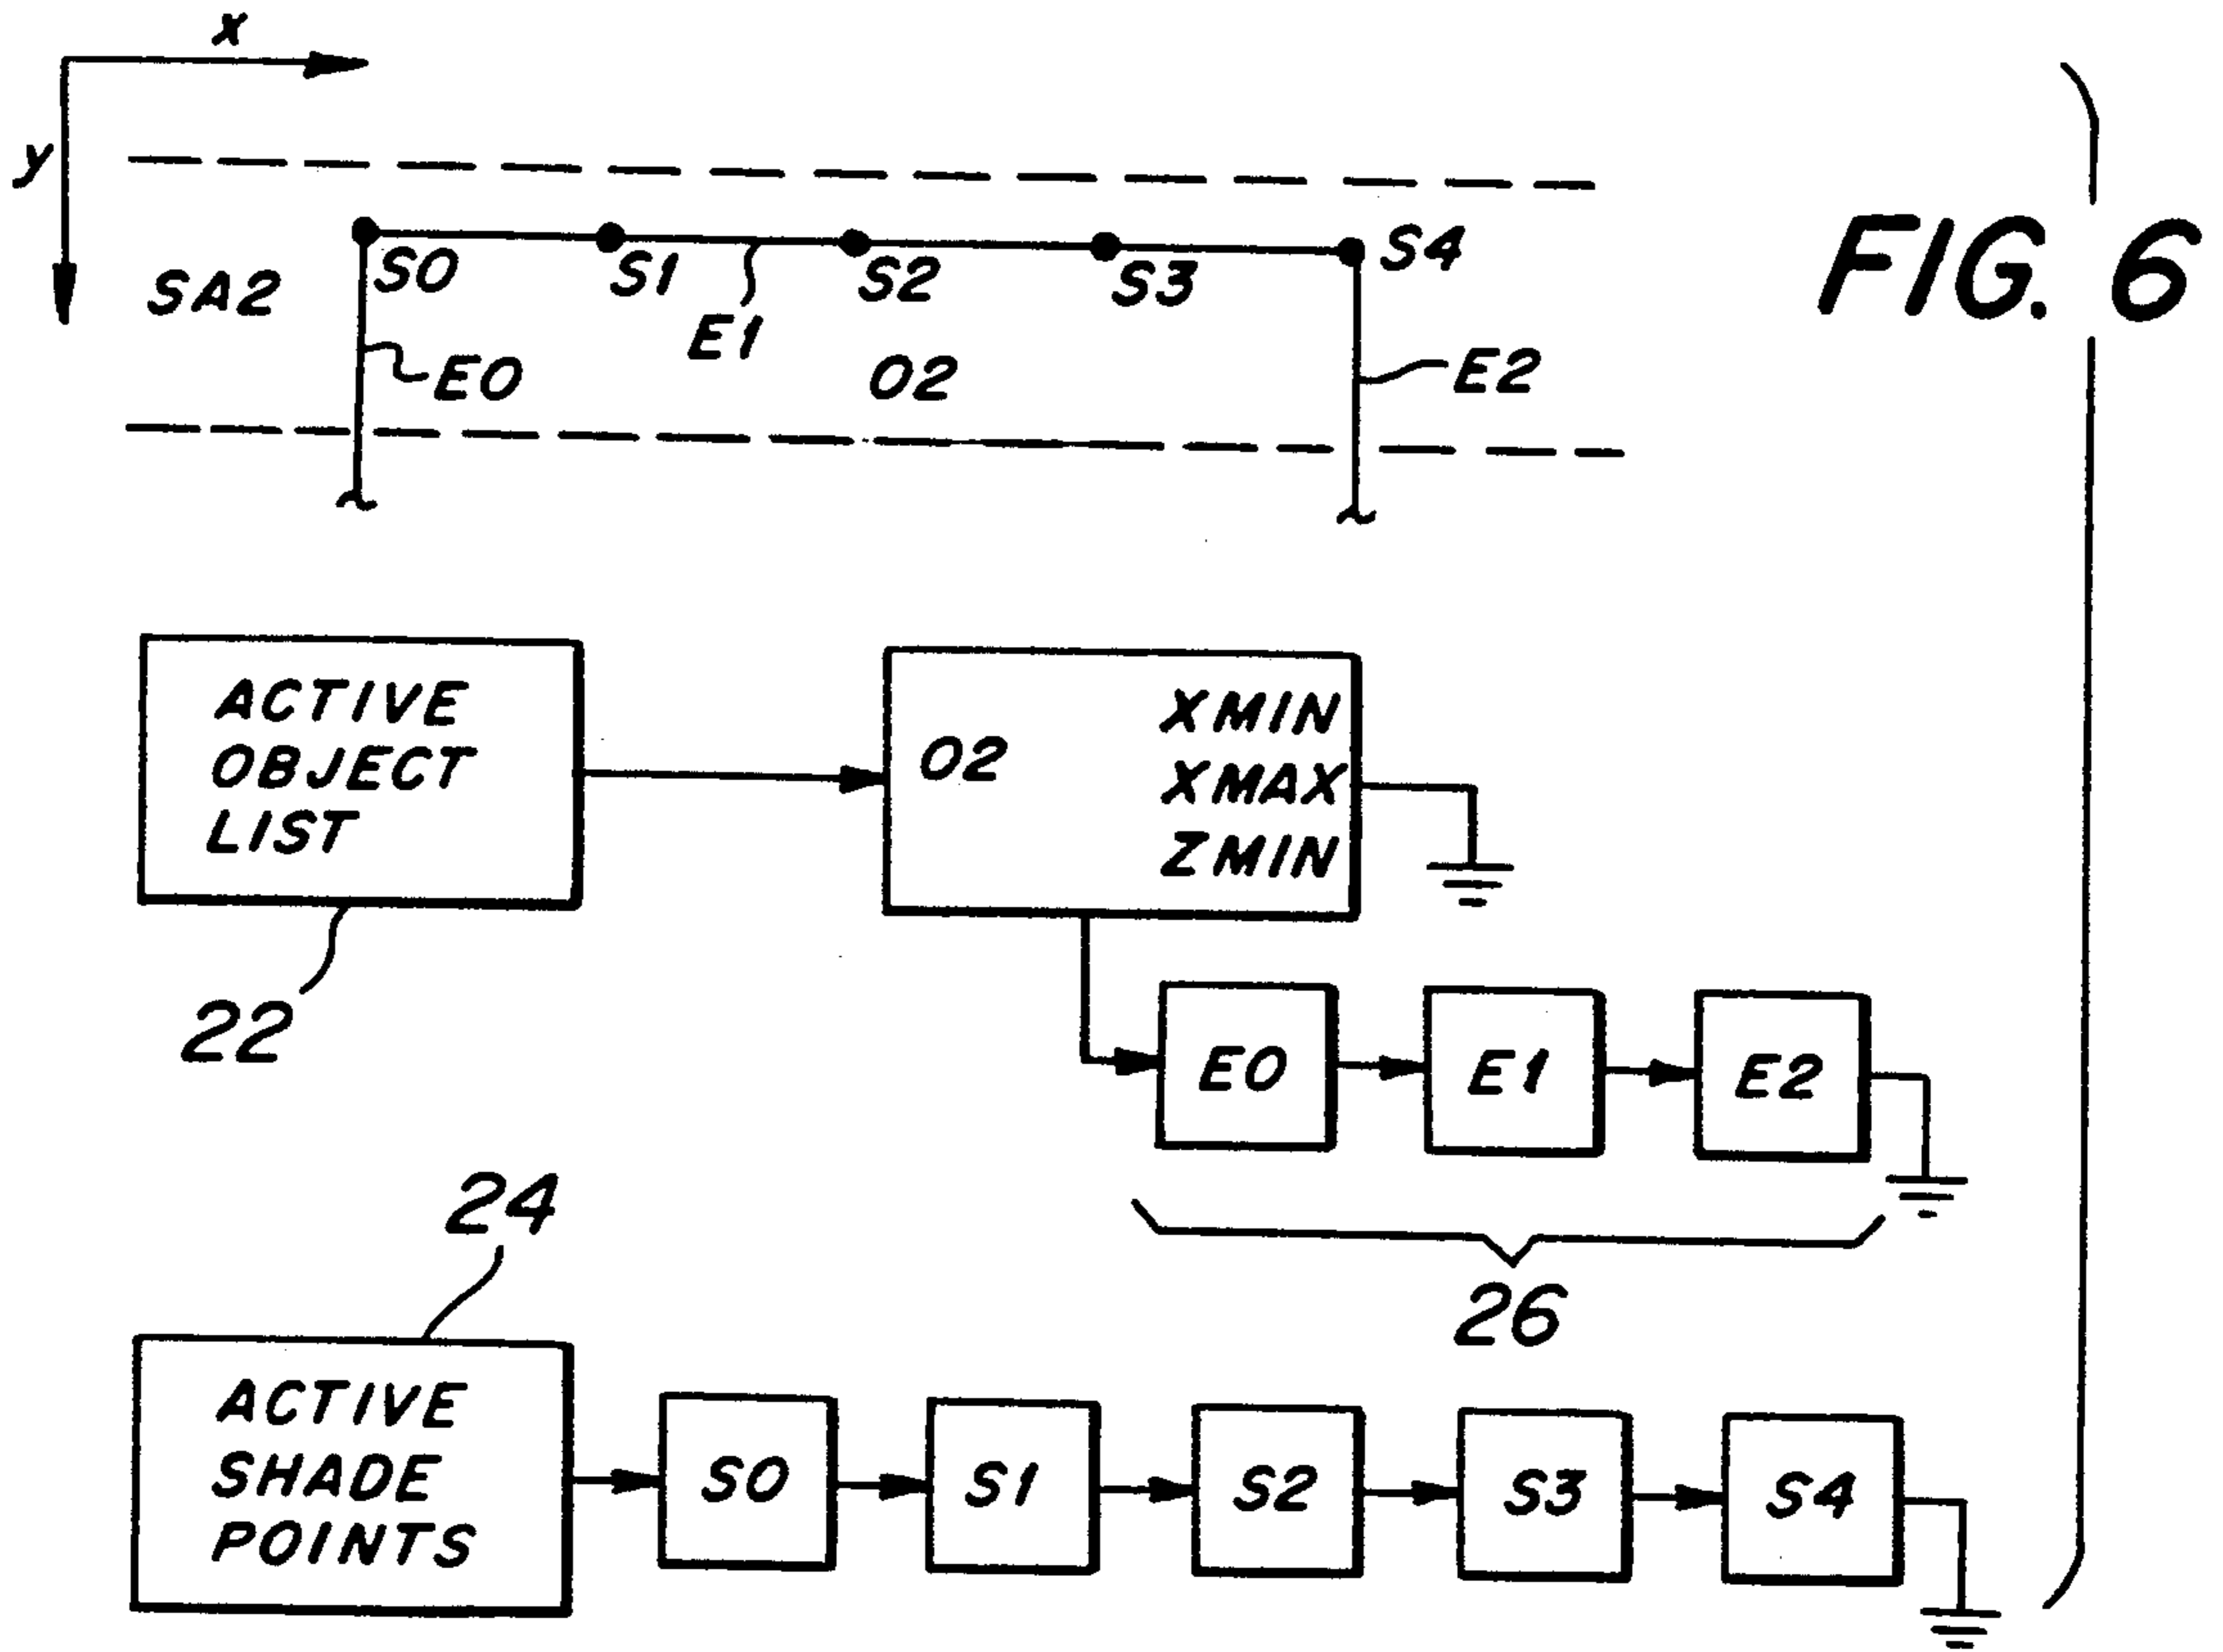 x
y
S0
S1
S2
S3
S4
SA2
E1
E0
O2
E2
FIG. 6
ACTIVE
OBJECT
LIST
O2
XMIN
XMAX
ZMIN
22
E0
E1
E2
26
24
ACTIVE
SHADE
POINTS
S0
S1
S2
S3
S4